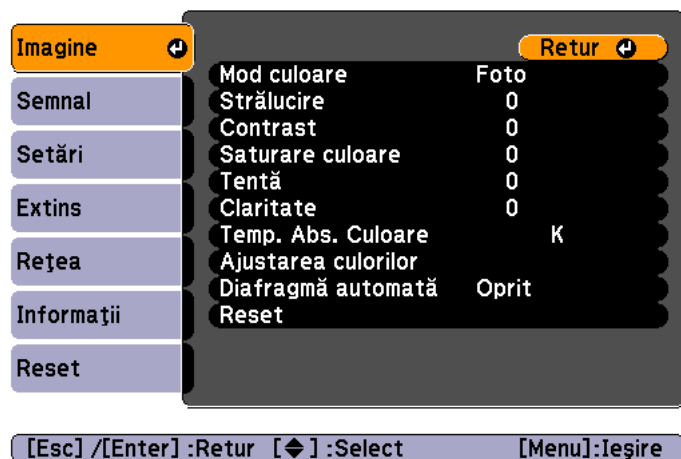 Imagine
Semnal
Setări
Extins
Reţea
Informaţii
Reset
Retur
Mod culoare Foto
Strălucire 0
Contrast 0
Saturare culoare 0
Tentă 0
Claritate 0
Temp. Abs. Culoare K
Ajustarea culorilor
Diafragmă automată Oprit
Reset
[Esc] /[Enter] :Retur [◆] :Select [Menu]:Ieşire